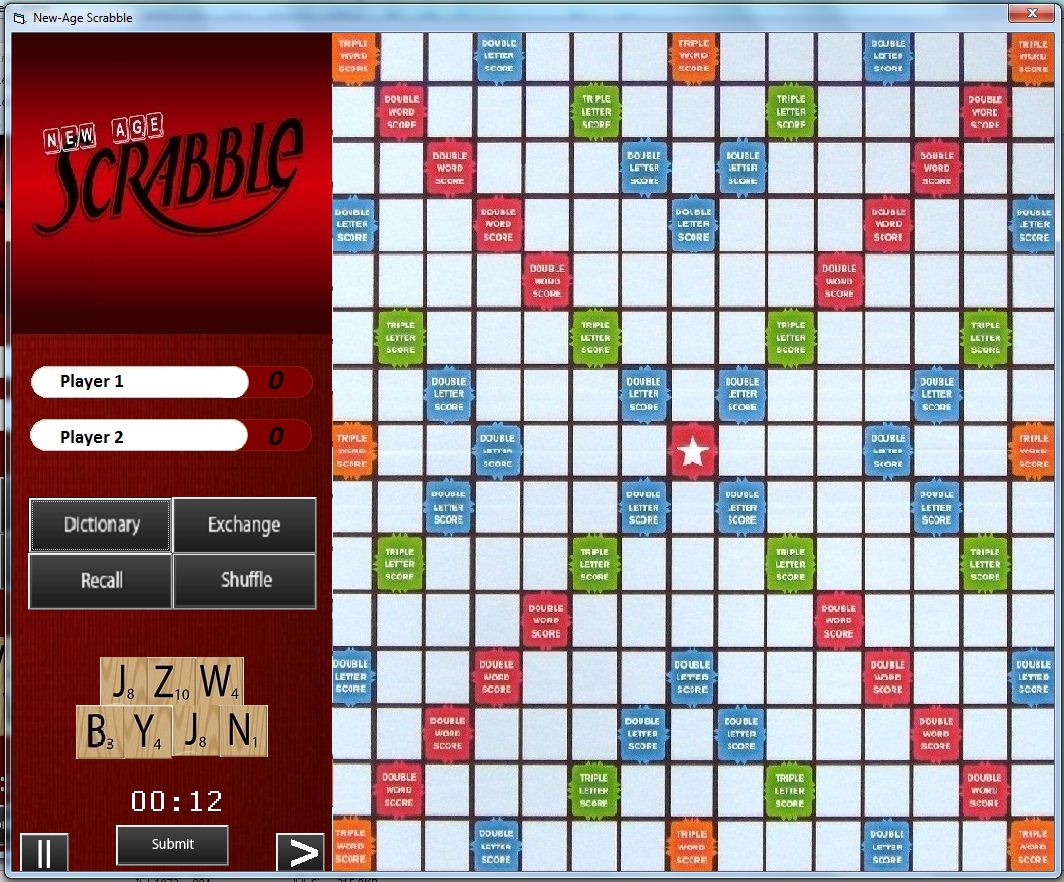 New-Age Scrabble
NEW AGE
SCRABBLE
Player 1 0
Player 2 0
Dictionary Exchange
Recall Shuffle
J8 Z10 W4
B3 Y4 J8 N1
00:12
Submit
>
TRIPLE DOUBLE TRIPLE DOUBLE TRIPLE
WORD LETTER WORD LETTER WORD
SCORE SCORE SCORE SCORE SCORE
DOUBLE TRIPLE TRIPLE DOUBLE
WORD LETTER LETTER WORD
SCORE SCORE SCORE SCORE
DOUBLE DOUBLE DOUBLE DOUBLE
WORD LETTER LETTER WORD
SCORE SCORE SCORE SCORE
DOUBLE DOUBLE DOUBLE DOUBLE DOUBLE
LETTER WORD LETTER WORD LETTER
SCORE SCORE SCORE SCORE SCORE
DOUBLE DOUBLE
WORD WORD
SCORE SCORE
TRIPLE TRIPLE TRIPLE TRIPLE
LETTER LETTER LETTER LETTER
SCORE SCORE SCORE SCORE
DOUBLE DOUBLE DOUBLE DOUBLE
LETTER LETTER LETTER LETTER
SCORE SCORE SCORE SCORE
TRIPLE DOUBLE DOUBLE TRIPLE
WORD LETTER LETTER WORD
SCORE SCORE SCORE SCORE
DOUBLE DOUBLE DOUBLE DOUBLE
LETTER LETTER LETTER LETTER
SCORE SCORE SCORE SCORE
TRIPLE TRIPLE TRIPLE TRIPLE
LETTER LETTER LETTER LETTER
SCORE SCORE SCORE SCORE
DOUBLE DOUBLE
WORD WORD
SCORE SCORE
DOUBLE DOUBLE DOUBLE DOUBLE DOUBLE
LETTER WORD LETTER WORD LETTER
SCORE SCORE SCORE SCORE SCORE
DOUBLE DOUBLE DOUBLE DOUBLE
WORD LETTER LETTER WORD
SCORE SCORE SCORE SCORE
DOUBLE TRIPLE TRIPLE DOUBLE
WORD LETTER LETTER WORD
SCORE SCORE SCORE SCORE
TRIPLE DOUBLE TRIPLE DOUBLE TRIPLE
WORD LETTER WORD LETTER WORD
SCORE SCORE SCORE SCORE SCORE